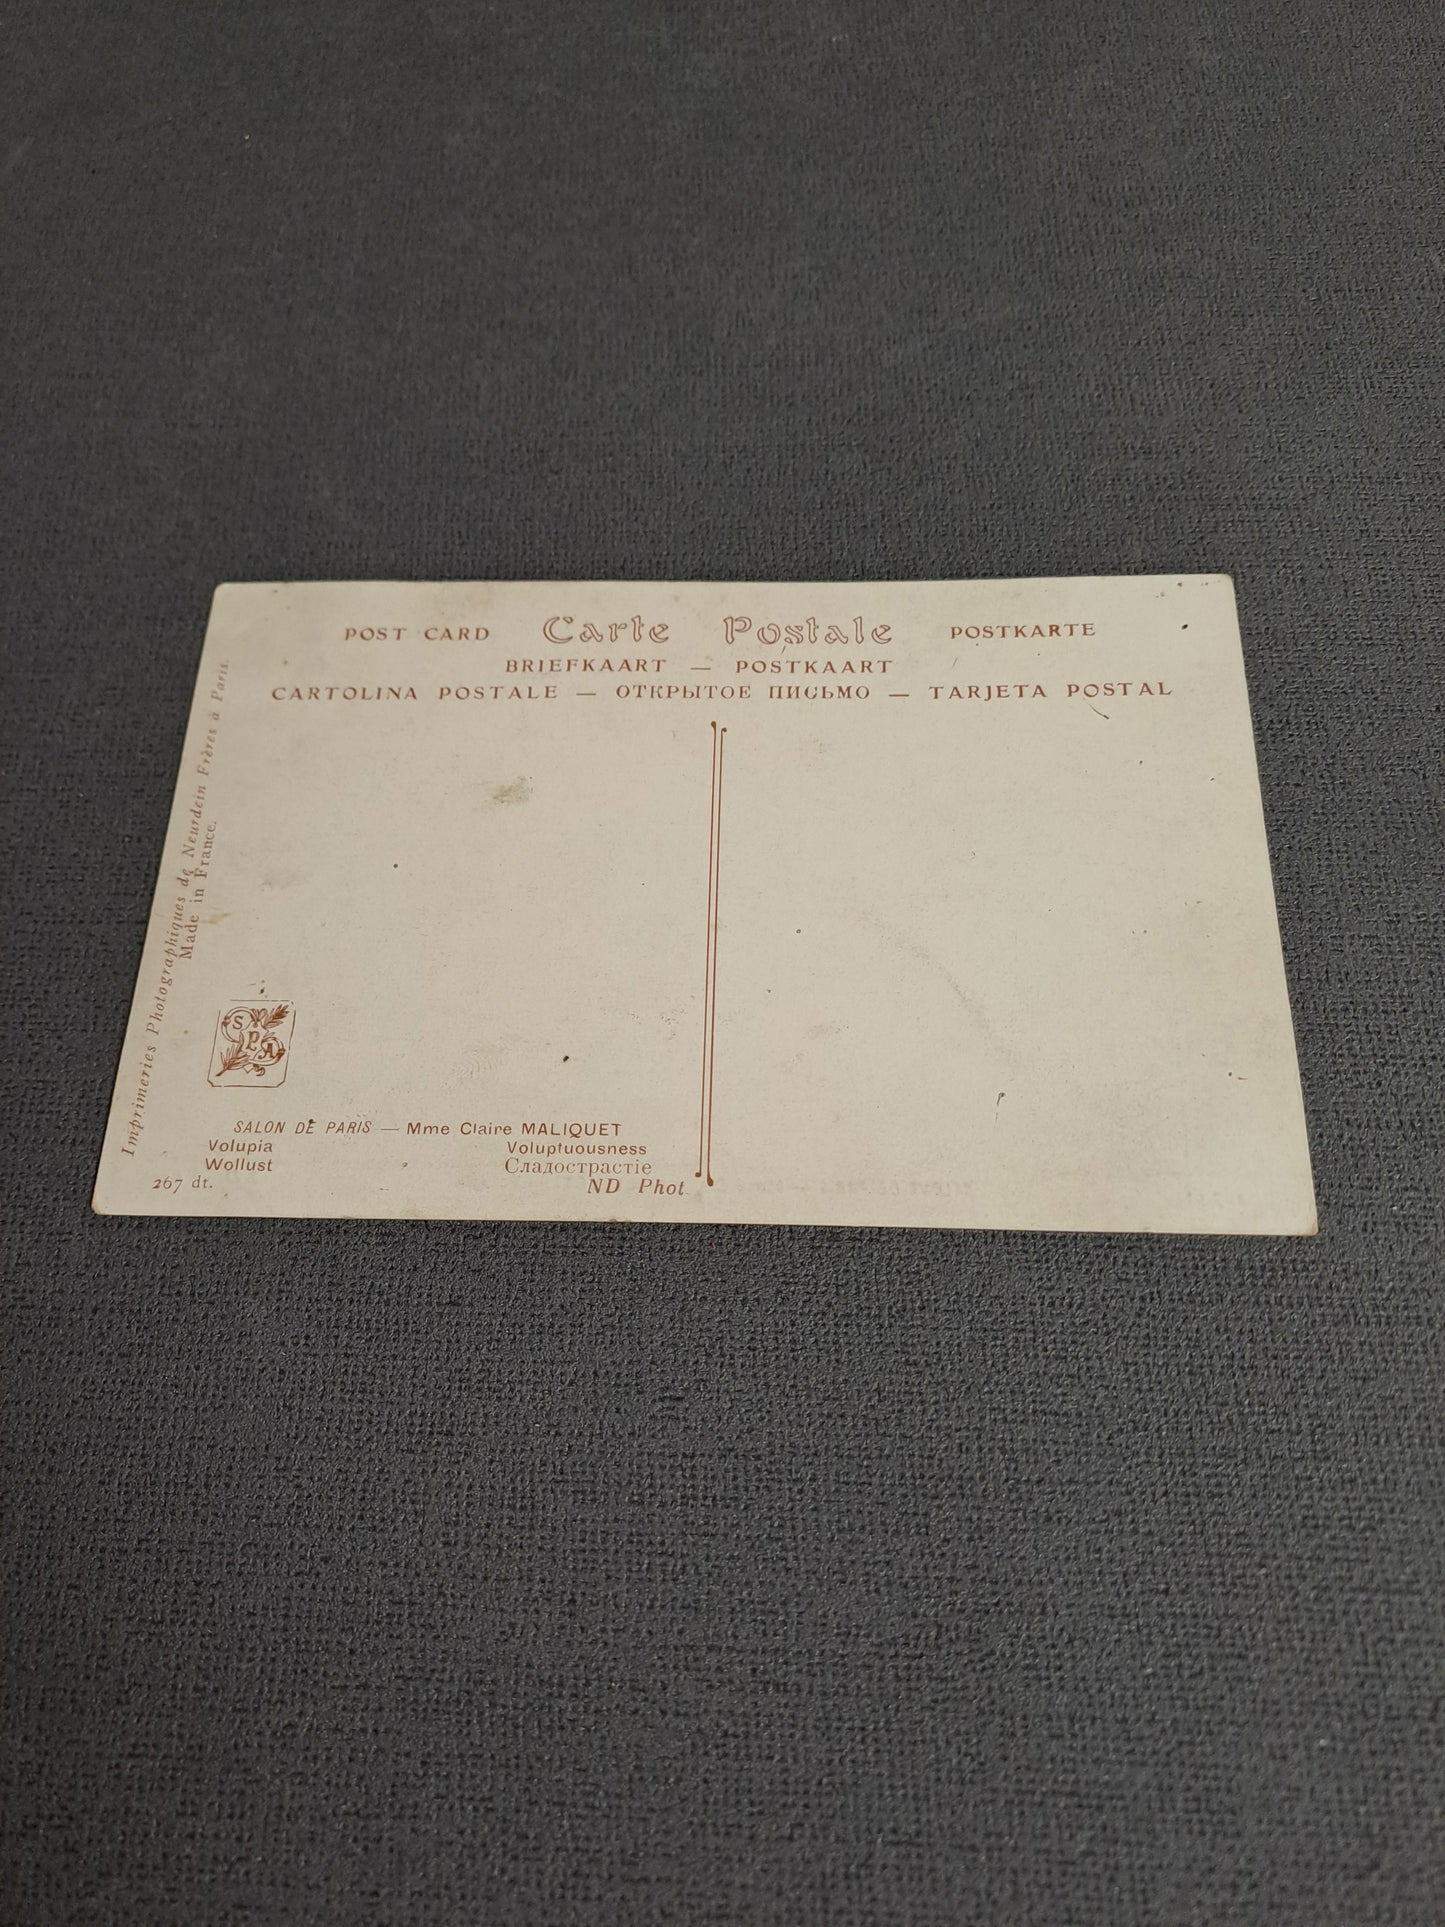 POST CARD Carte Postale POSTKARTE
BRIEFKAART — POSTKAART
CARTOLINA POSTALE — ОТКРЫТОЕ ПИСЬМО — TARJETA POSTAL
Imprimeries Photographiques de Neurdein Frères à Paris.
Made in France.
SPA
SALON DE PARIS — Mme Claire MALIQUET
Volupia Voluptuousness
Wollust Сладострастіе
267 dt. ND Phot